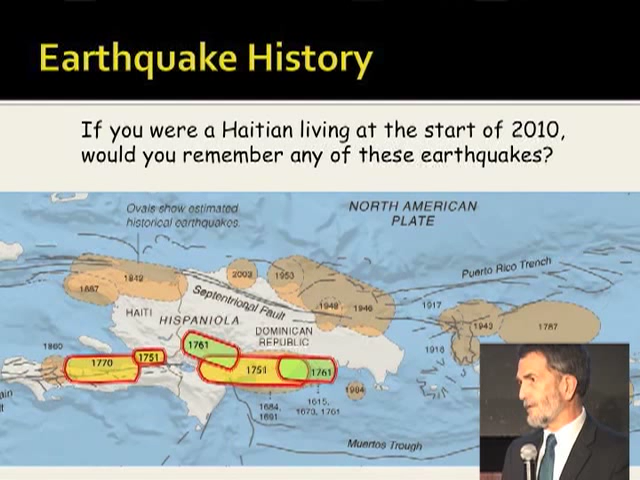 Earthquake History
If you were a Haitian living at the start of 2010,
would you remember any of these earthquakes?
Ovals show estimated
historical earthquakes.
NORTH AMERICAN
PLATE
Puerto Rico Trench
1887
1842
2003
1953
Septentrional Fault
1948
1946
1917
1943
1787
HAITI
HISPANIOLA
DOMINICAN
REPUBLIC
1761
1918
1860
1770
1751
1751
1761
1904
1684,
1691
1615,
1673, 1761
Muertos Trough